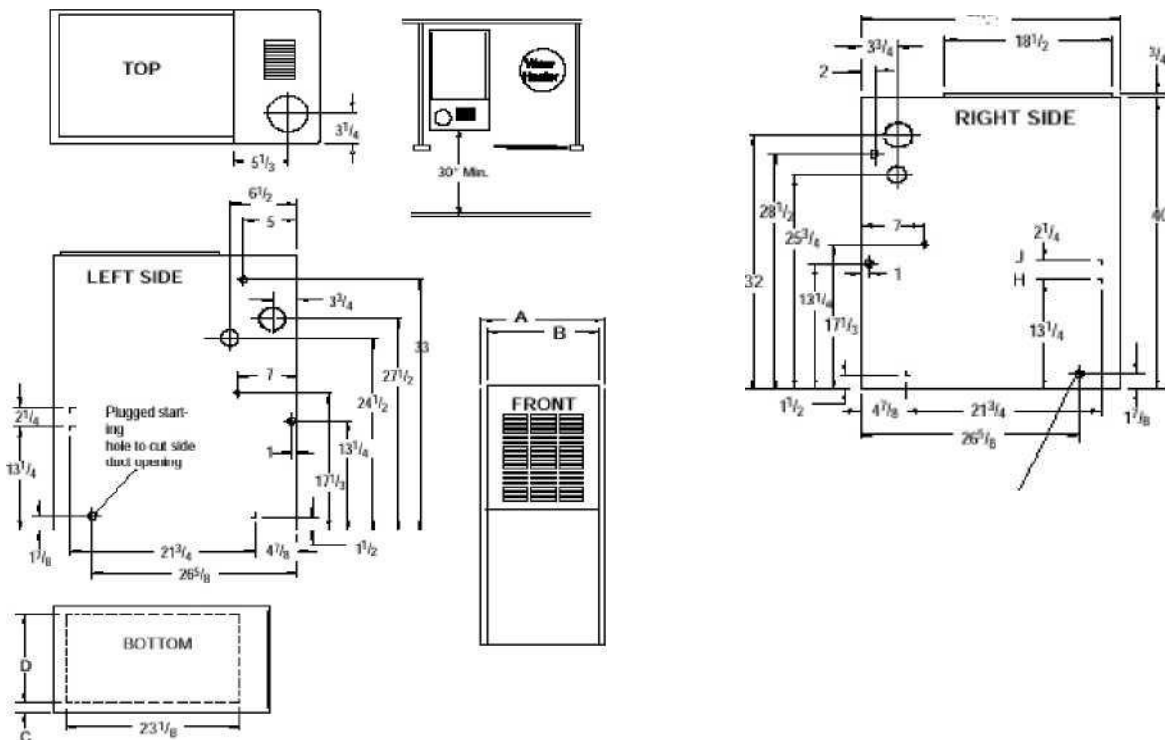 TOP
3 1/4
5 1/3
Water
Heater
30" Min.
6 1/2
5
LEFT SIDE
3 3/4
33
27 1/2
7
24 1/2
2 1/4
Plugged start-
ing
hole to cut side
duct opening
13 1/4
1
13 1/4
17 1/3
1 7/8
21 3/4
4 7/8
1 1/2
26 5/8
BOTTOM
D
C
23 1/8
A
B
FRONT
3 3/4
18 1/2
3/4
2
RIGHT SIDE
28 1/2
7
25 3/4
2 1/4
J
H
40
32
1
13 1/4
17 1/3
13 1/4
1 1/2
4 7/8
21 3/4
1 7/8
26 5/8